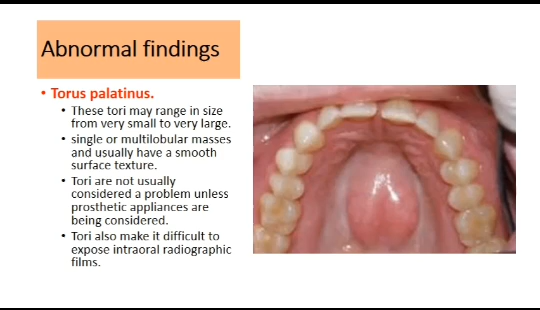 Abnormal findings
• Torus palatinus.
• These tori may range in size
from very small to very large.
• single or multilobular masses
and usually have a smooth
surface texture.
• Tori are not usually
considered a problem unless
prosthetic appliances are
being considered.
• Tori also make it difficult to
expose intraoral radiographic
films.